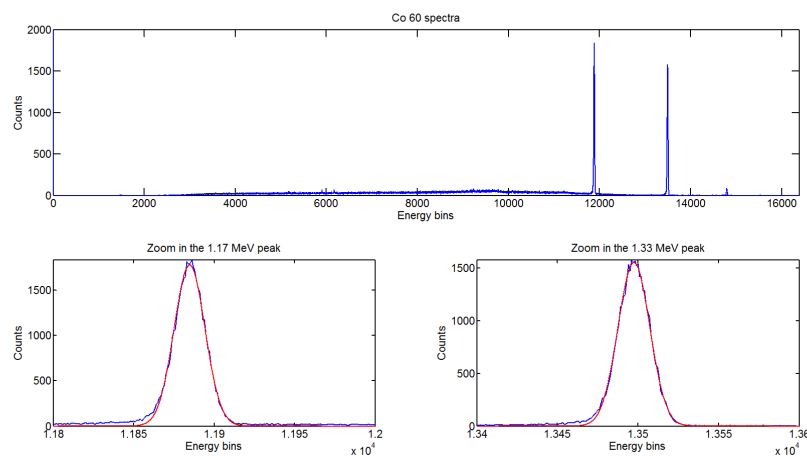 Co 60 spectra
2000
1500
1000
500
0
Counts
0 2000 4000 6000 8000 10000 12000 14000 16000
Energy bins
Zoom in the 1.17 MeV peak
1500
1000
500
0
Counts
1.18 1.185 1.19 1.195 1.2
Energy bins
x 10^4
Zoom in the 1.33 MeV peak
1500
1000
500
0
Counts
1.34 1.345 1.35 1.355 1.36
Energy bins
x 10^4